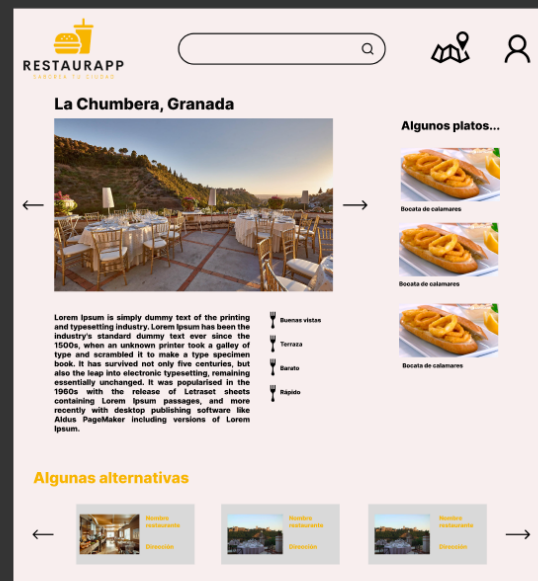 RESTAURAPP
SABOREA TU CIUDAD
La Chumbera, Granada
Algunos platos...
Bocata de calamares
Bocata de calamares
Bocata de calamares
Lorem Ipsum is simply dummy text of the printing
and typesetting industry. Lorem Ipsum has been the
industry's standard dummy text ever since the
1500s, when an unknown printer took a galley of
type and scrambled it to make a type specimen
book. It has survived not only five centuries, but
also the leap into electronic typesetting, remaining
essentially unchanged. It was popularised in the
1960s with the release of Letraset sheets
containing Lorem Ipsum passages, and more
recently with desktop publishing software like
Aldus PageMaker including versions of Lorem
Ipsum.
Buenas vistas
Terraza
Barato
Rápido
Algunas alternativas
Nombre
restaurante
Dirección
Nombre
restaurante
Dirección
Nombre
restaurante
Dirección